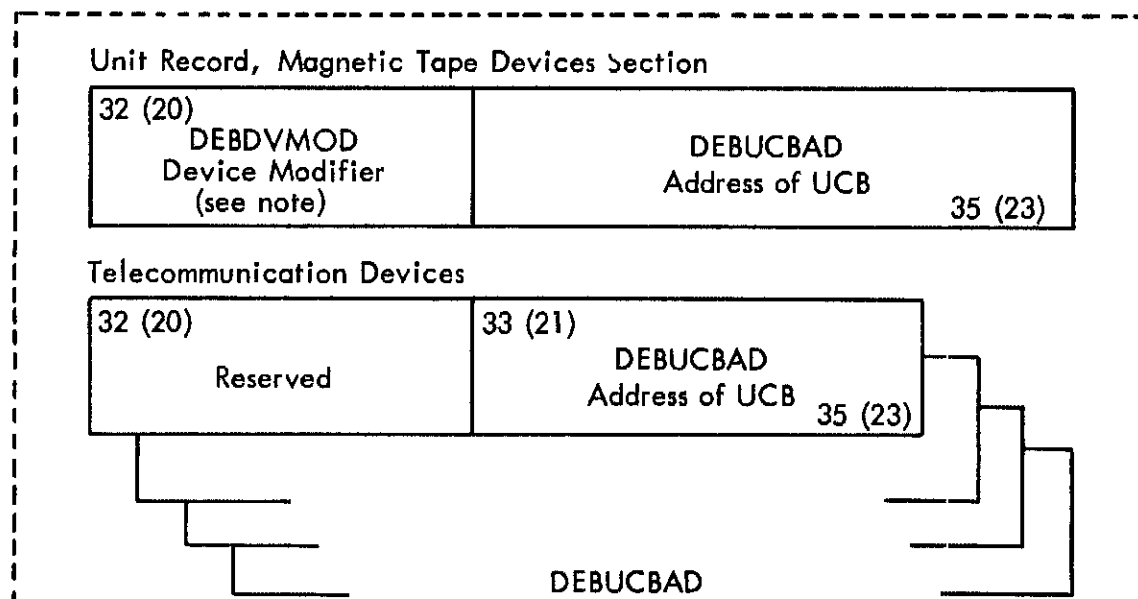 Unit Record, Magnetic Tape Devices Section
32 (20)
DEBDVMOD
Device Modifier
(see note)
DEBUCBAD
Address of UCB
35 (23)
Telecommunication Devices
32 (20)
Reserved
33 (21)
DEBUCBAD
Address of UCB
35 (23)
DEBUCBAD